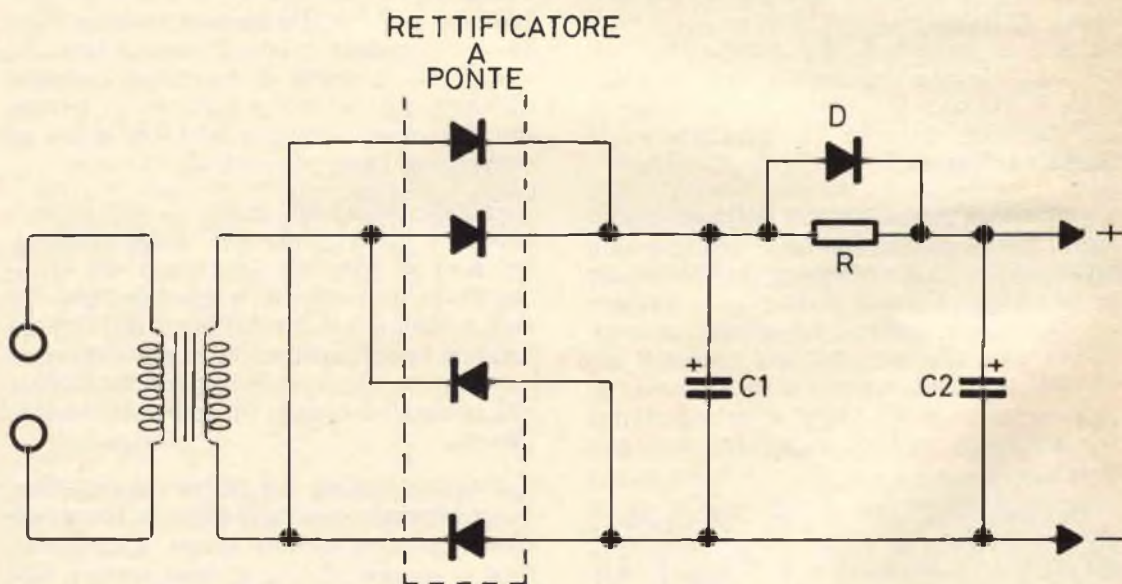 RETTIFICATORE
A
PONTE
D
R
+
+
C1
+
C2
-